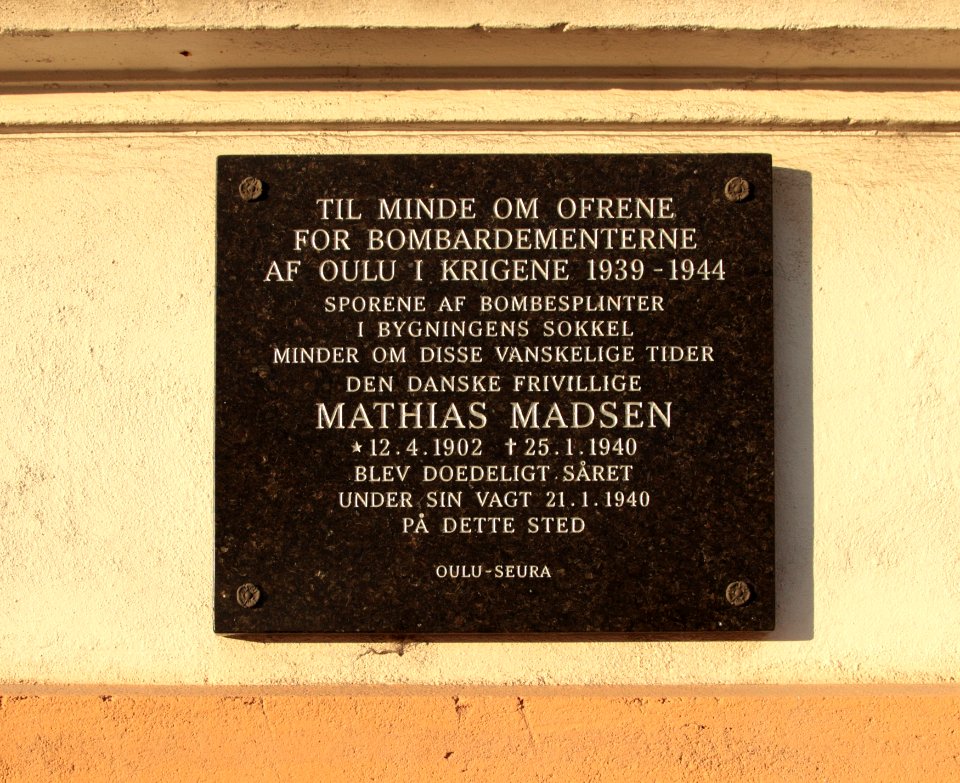 TIL MINDE OM OFRENE
FOR BOMBARDEMENTERNE
AF OULU I KRIGENE 1939-1944
SPORENE AF BOMBESPLINTER
I BYGNINGENS SOKKEL
MINDER OM DISSE VANSKELIGE TIDER
DEN DANSKE FRIVILLIGE
MATHIAS MADSEN
★12.4.1902 ✝25.1.1940
BLEV DOEDELIGT SÅRET
UNDER SIN VAGT 21.1.1940
PÅ DETTE STED
OULU-SEURA